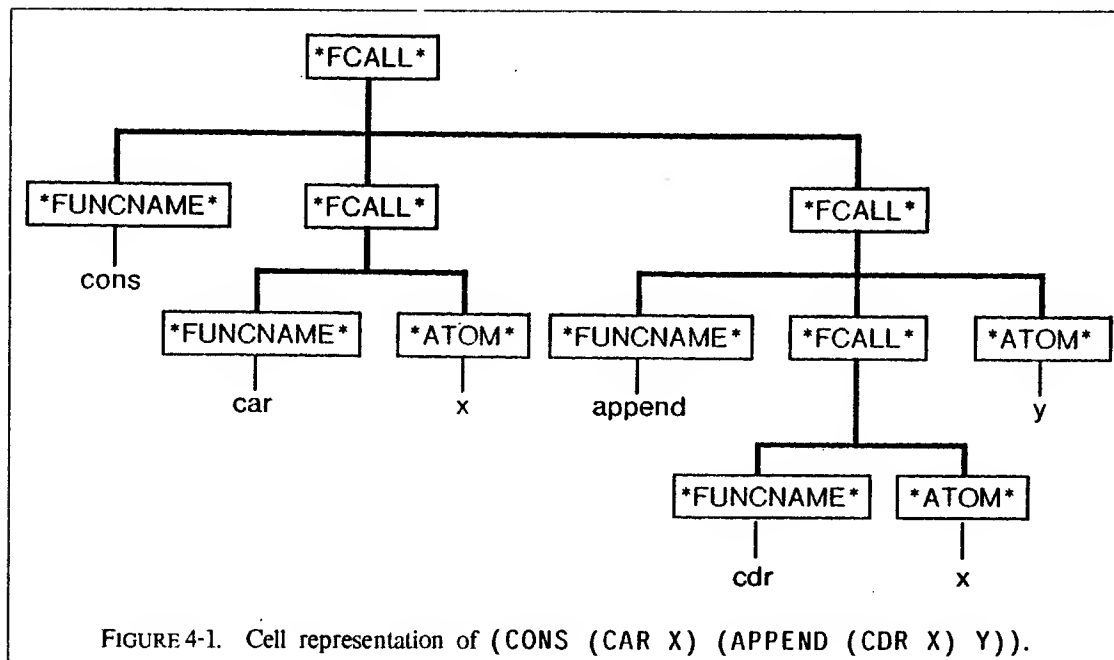 *FCALL*
*FUNCNAME* *FCALL* *FCALL*
cons
*FUNCNAME* *ATOM* *FUNCNAME* *FCALL* *ATOM*
car x append y
*FUNCNAME* *ATOM*
cdr x
FIGURE 4-1. Cell representation of (CONS (CAR X) (APPEND (CDR X) Y)).